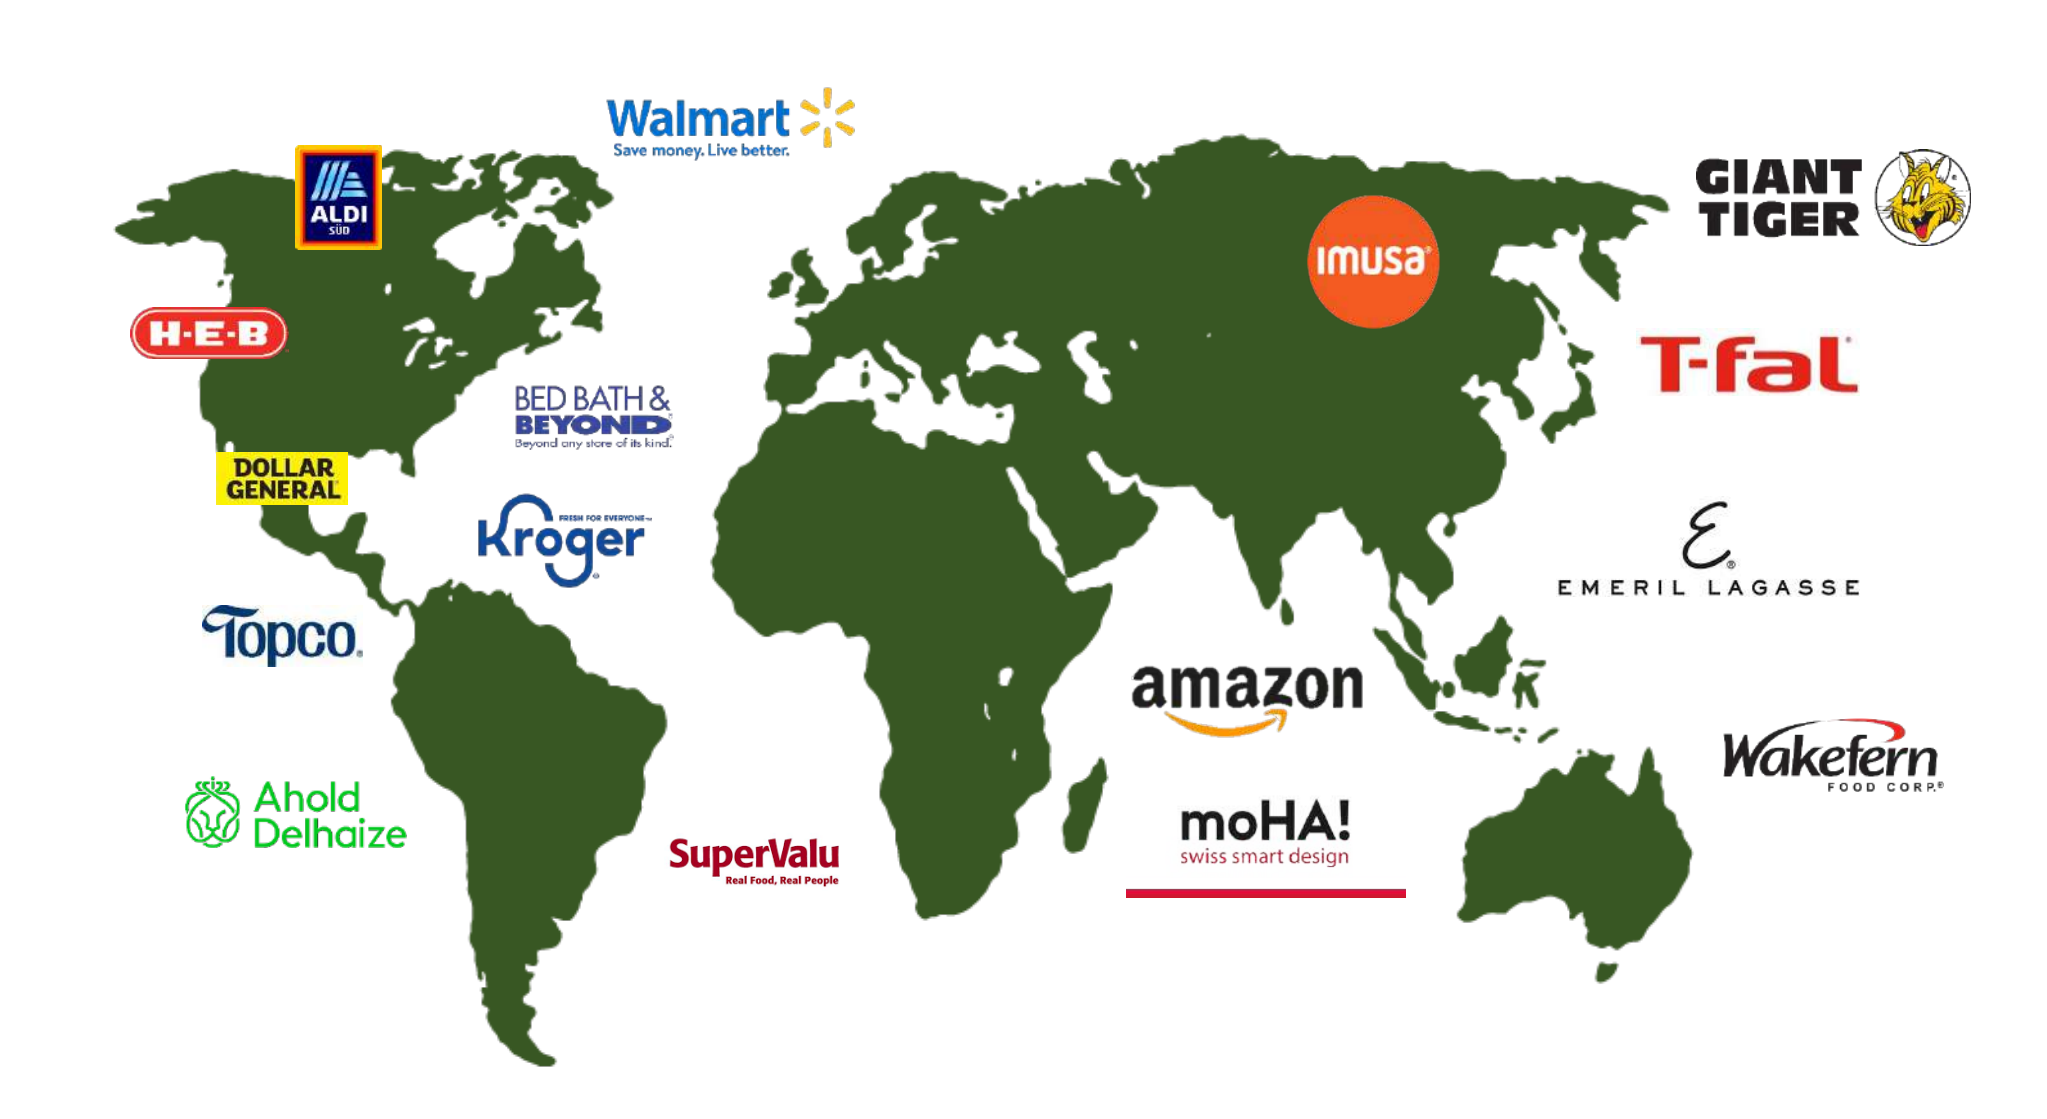 Walmart
Save money. Live better.
ALDI
SÜD
GIANT
TIGER
imusa
H-E-B
T-fal
BED BATH &
BEYOND
Beyond any store of its kind.
DOLLAR
GENERAL
Kroger
FRESH FOR EVERYONE™
E
EMERIL LAGASSE
Topco
amazon
Wakefern
FOOD CORP.®
Ahold
Delhaize
moHA!
swiss smart design
SuperValu
Real Food, Real People